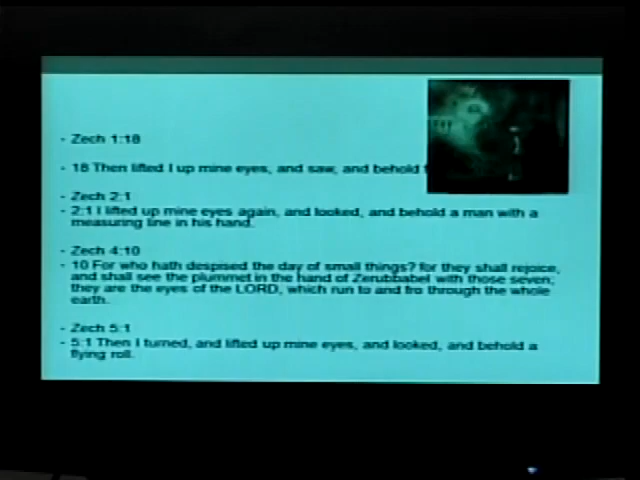 - Zech 1:18
- 18 Then lifted I up mine eyes, and saw, and behold
- Zech 2:1
- 2:1 I lifted up mine eyes again, and looked, and behold a man with a
measuring line in his hand.
- Zech 4:10
- 10 For who hath despised the day of small things? for they shall rejoice,
and shall see the plummet in the hand of Zerubbabel with those seven;
they are the eyes of the LORD, which run to and fro through the whole
earth.
- Zech 5:1
- 5:1 Then I turned, and lifted up mine eyes, and looked, and behold a
flying roll.